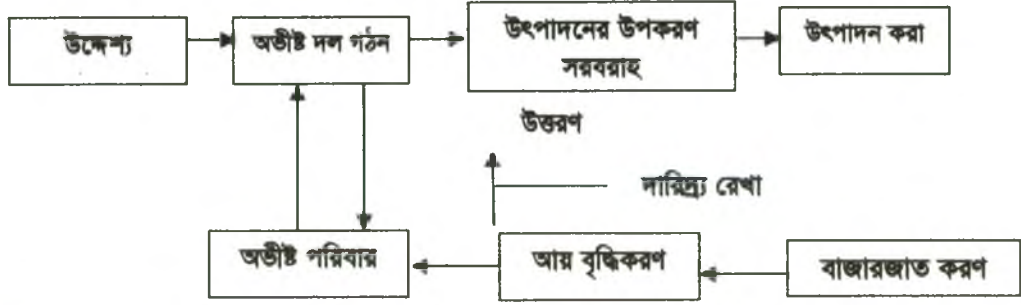 উদ্দেশ্য
অভীষ্ট দল গঠন
উৎপাদনের উপকরণ
সরবরাহ
উৎপাদন করা
উত্তরণ
দারিদ্র্য রেখা
অভীষ্ট পরিবার
আয় বৃদ্ধিকরণ
বাজারজাত করণ